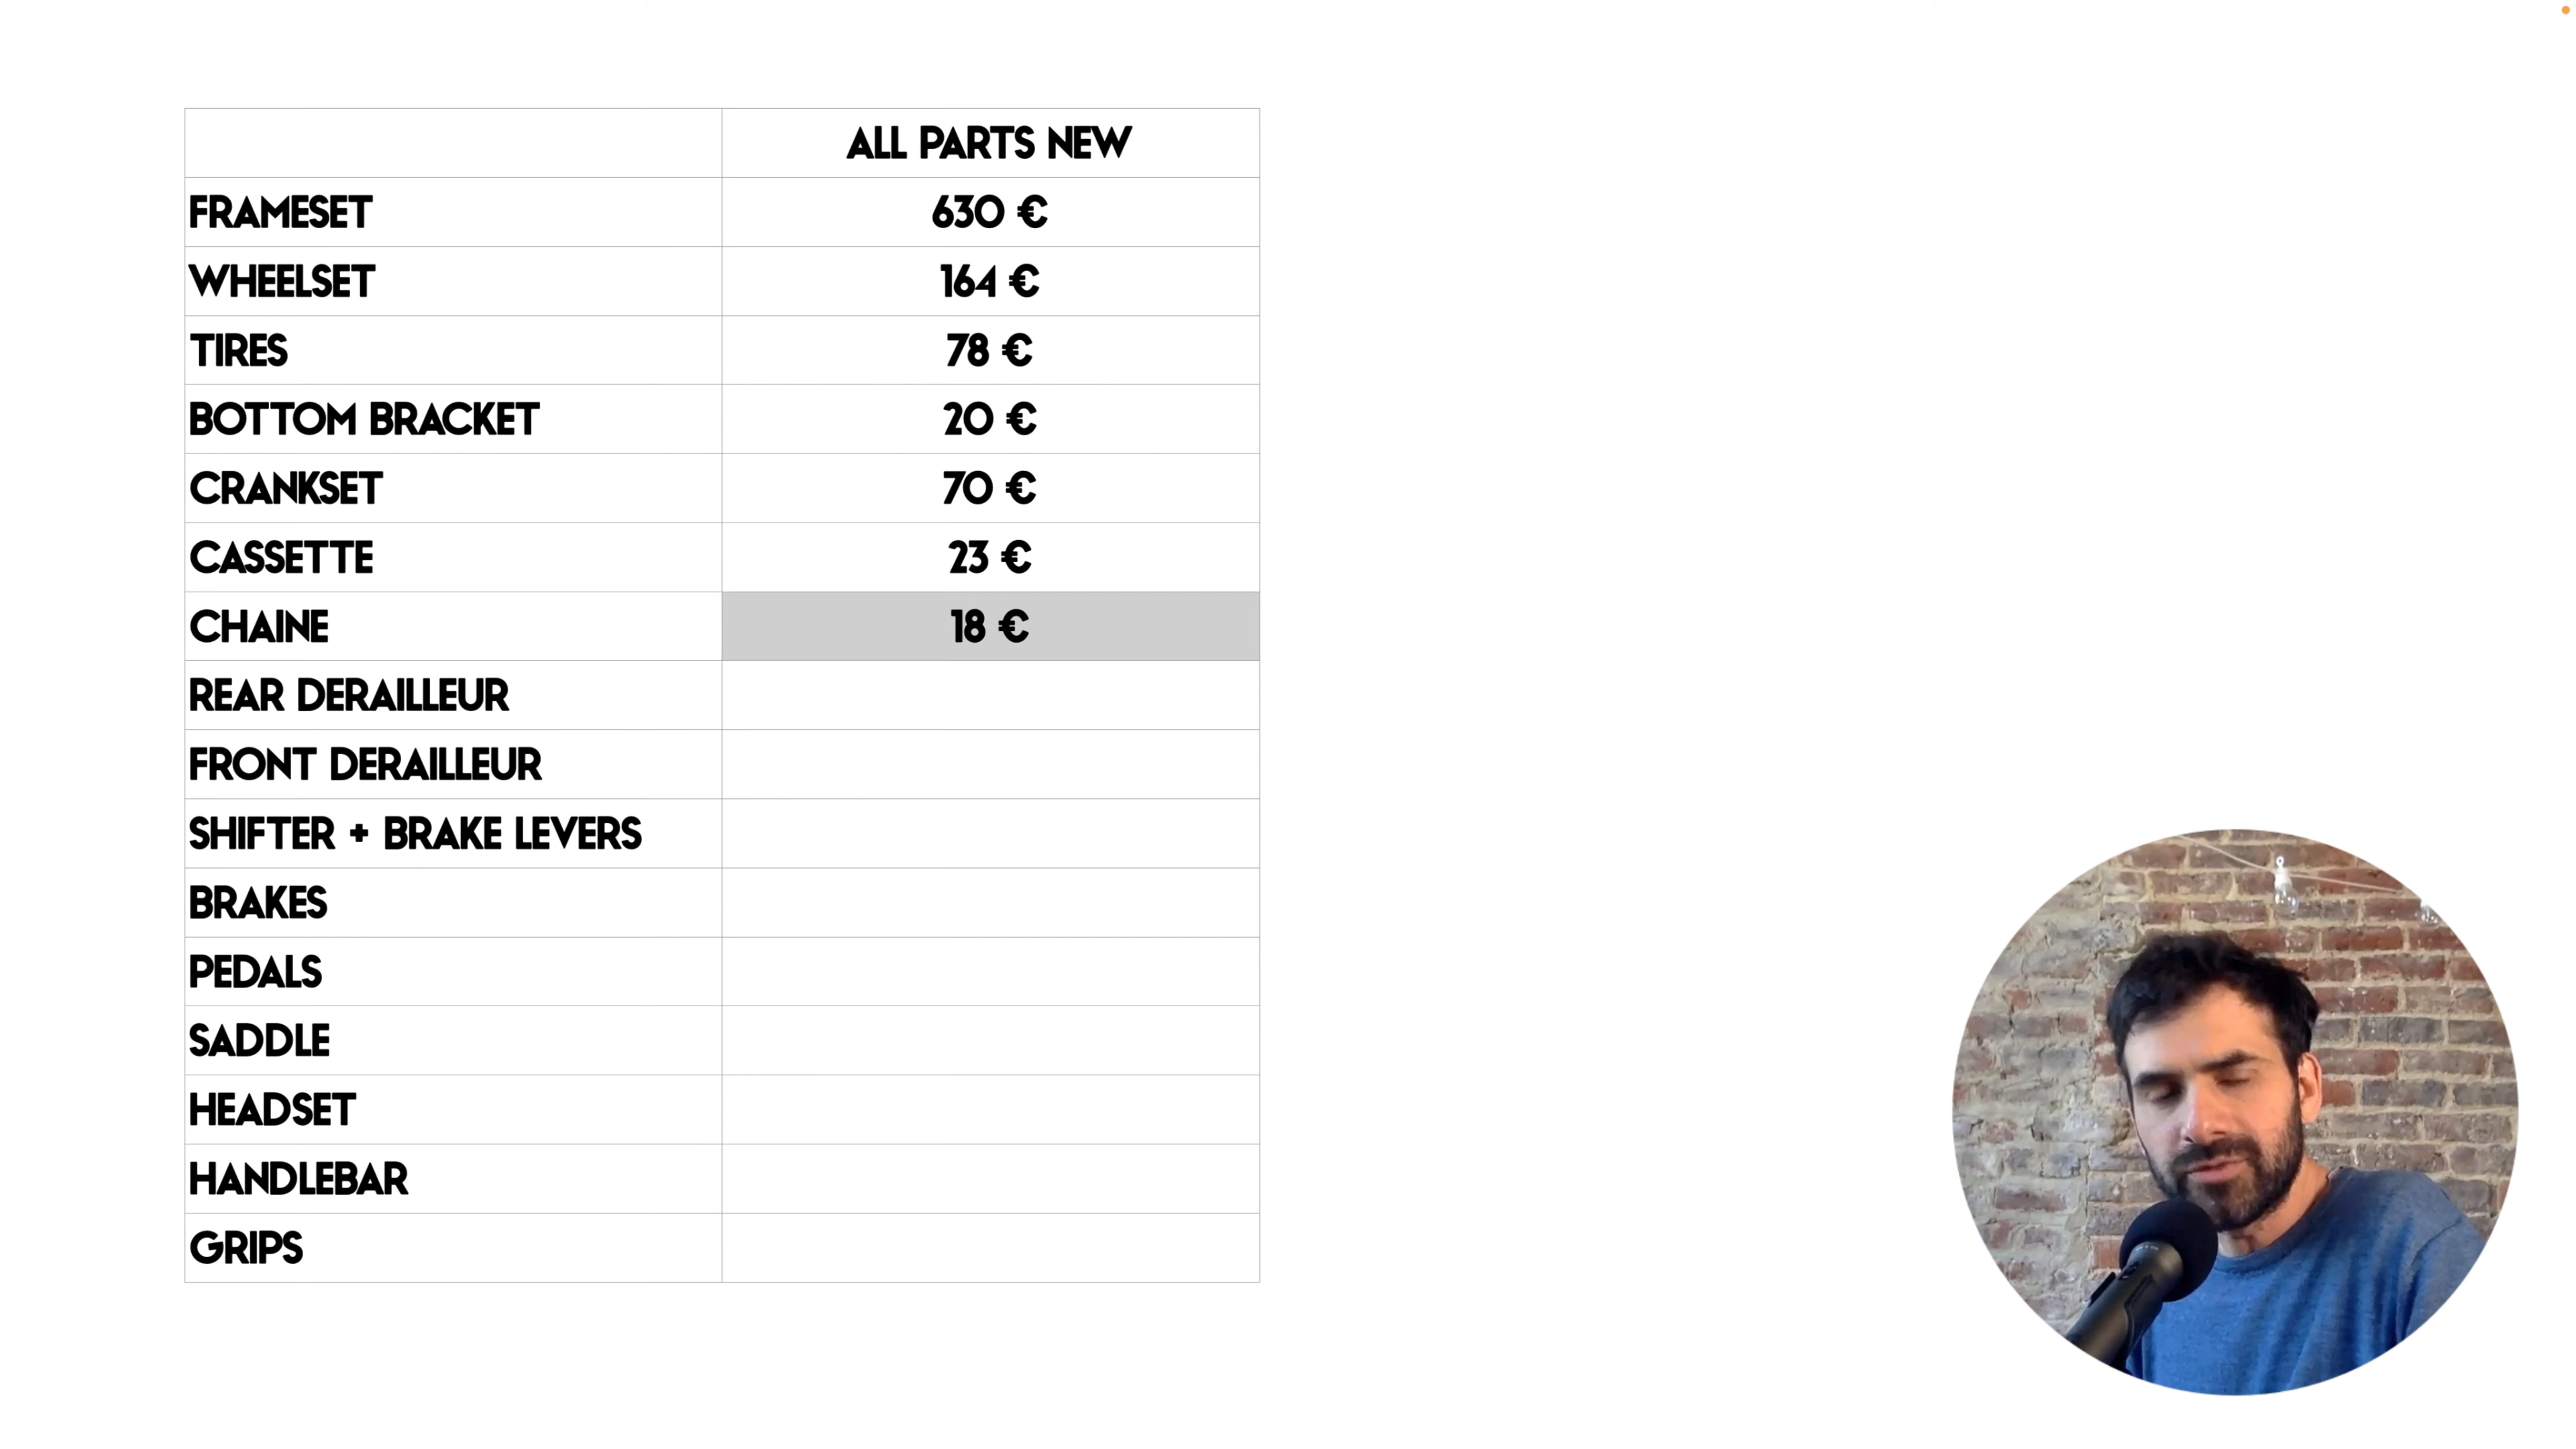 ALL PARTS NEW
FRAMESET 630 €
WHEELSET 164 €
TIRES 78 €
BOTTOM BRACKET 20 €
CRANKSET 70 €
CASSETTE 23 €
CHAINE 18 €
REAR DERAILLEUR
FRONT DERAILLEUR
SHIFTER + BRAKE LEVERS
BRAKES
PEDALS
SADDLE
HEADSET
HANDLEBAR
GRIPS